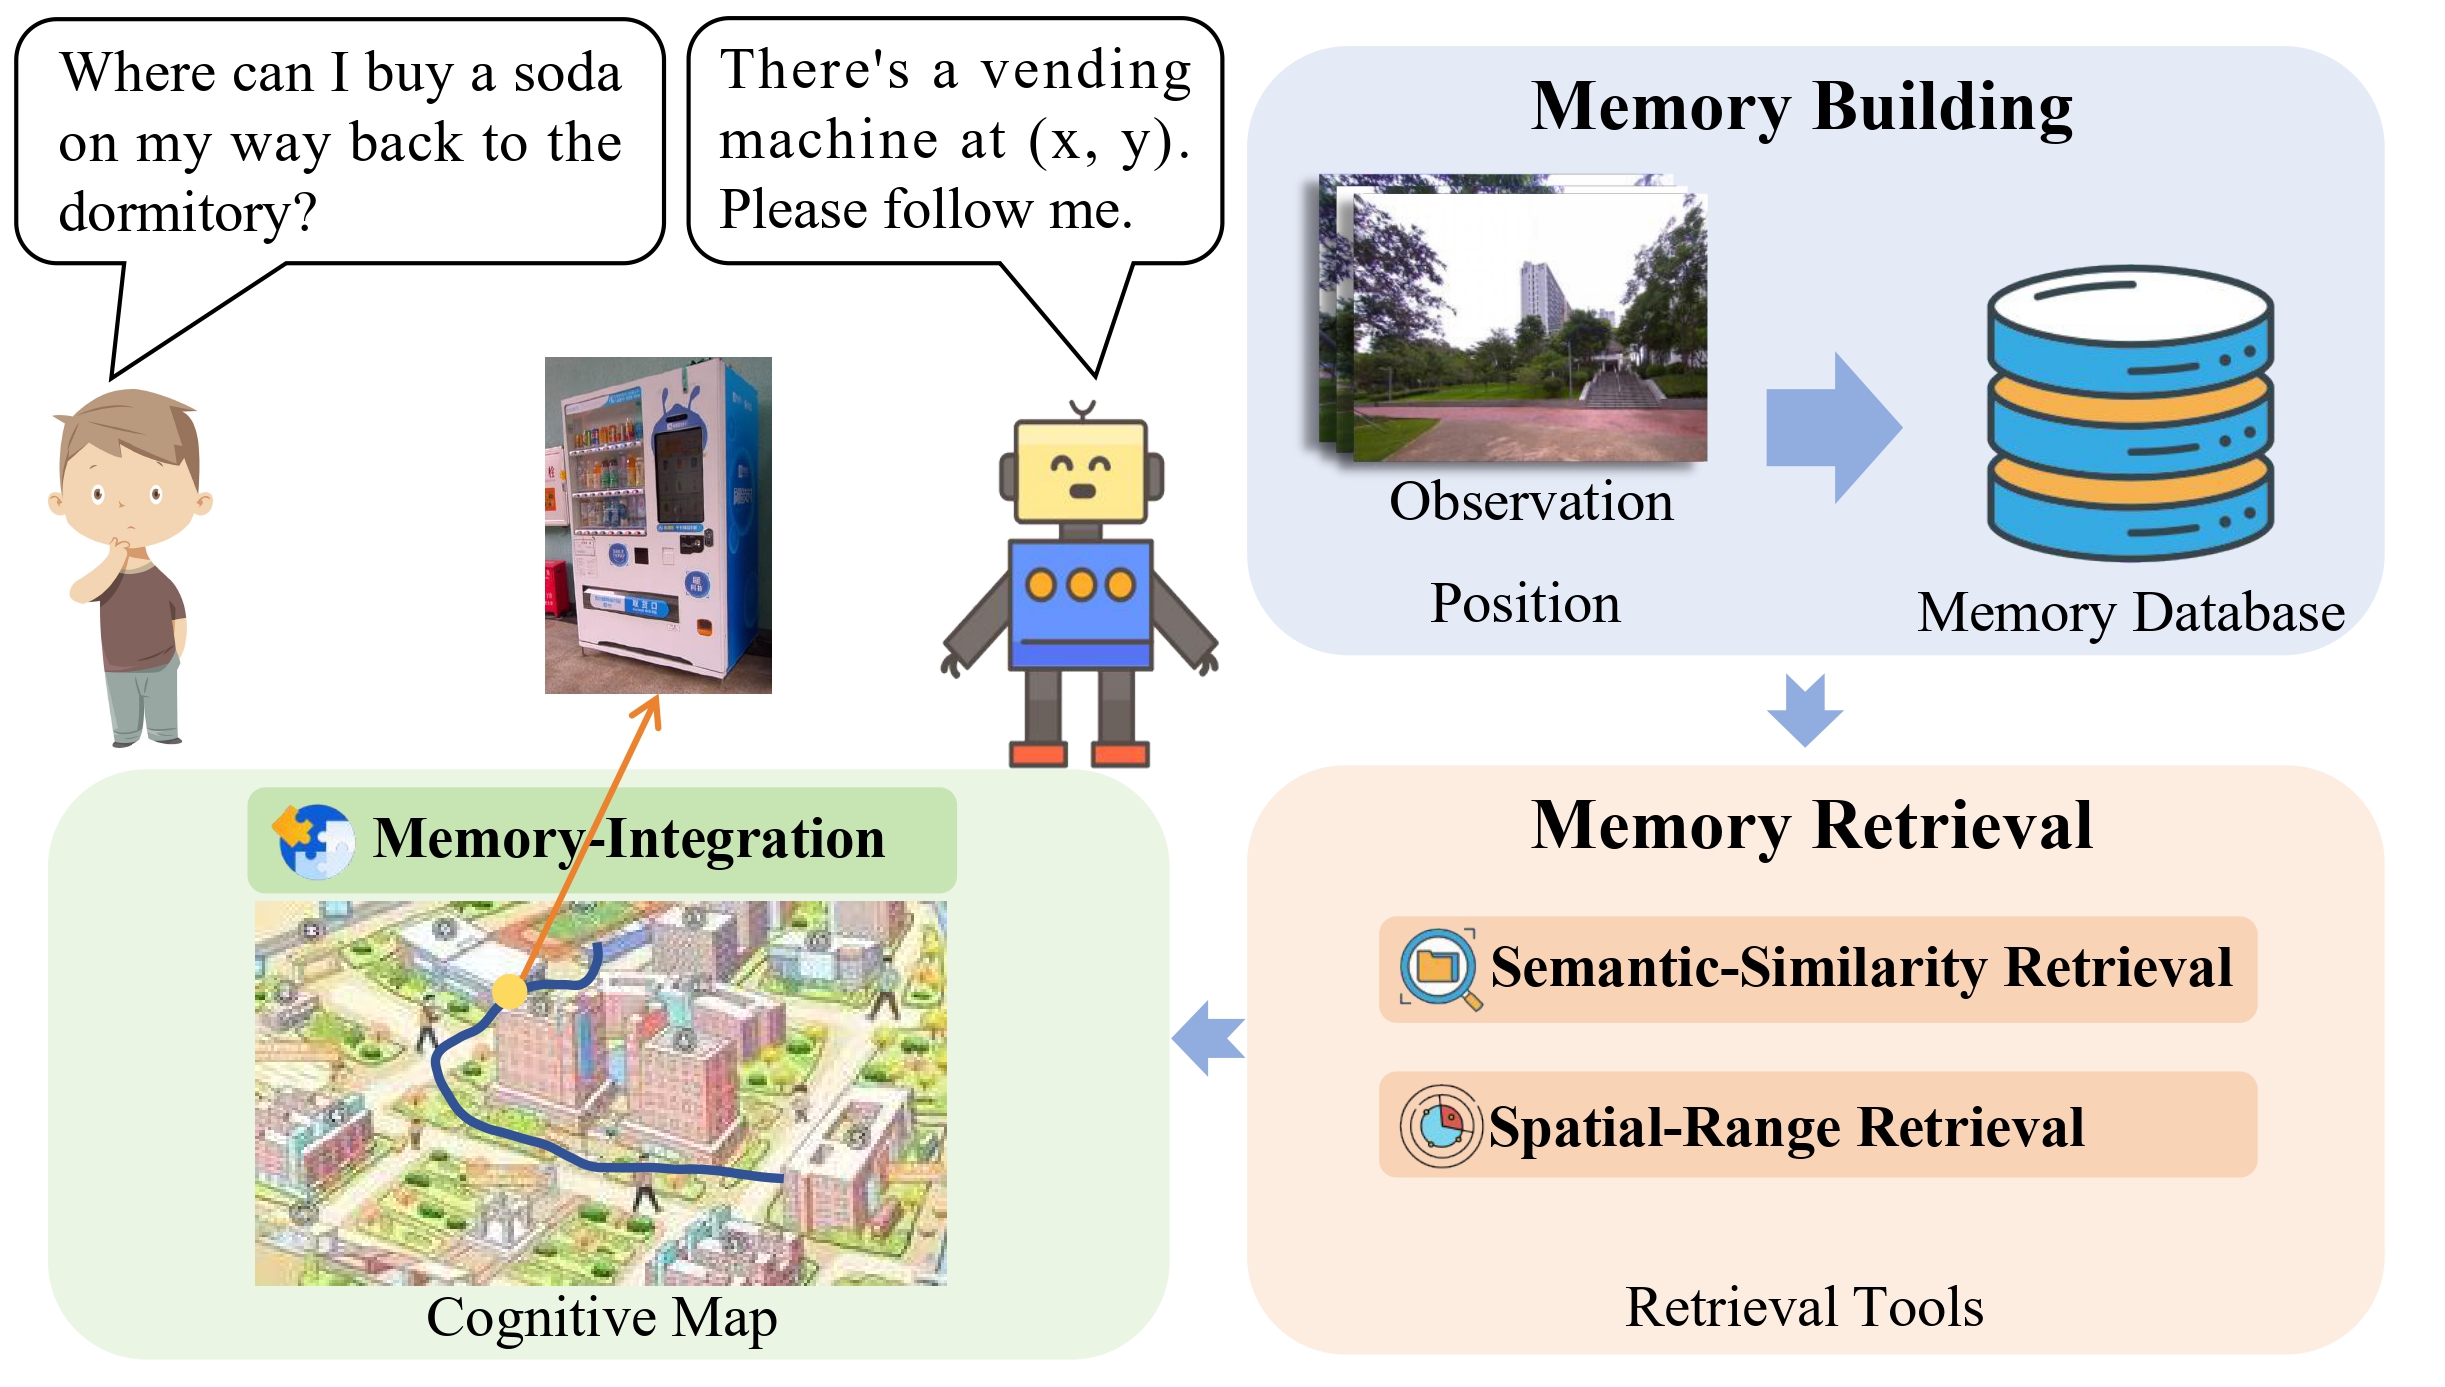 Where can I buy a soda
on my way back to the
dormitory?
There's a vending
machine at (x, y).
Please follow me.
Memory Building
Observation
Position
Memory Database
Memory-Integration
Cognitive Map
Memory Retrieval
Semantic-Similarity Retrieval
Spatial-Range Retrieval
Retrieval Tools